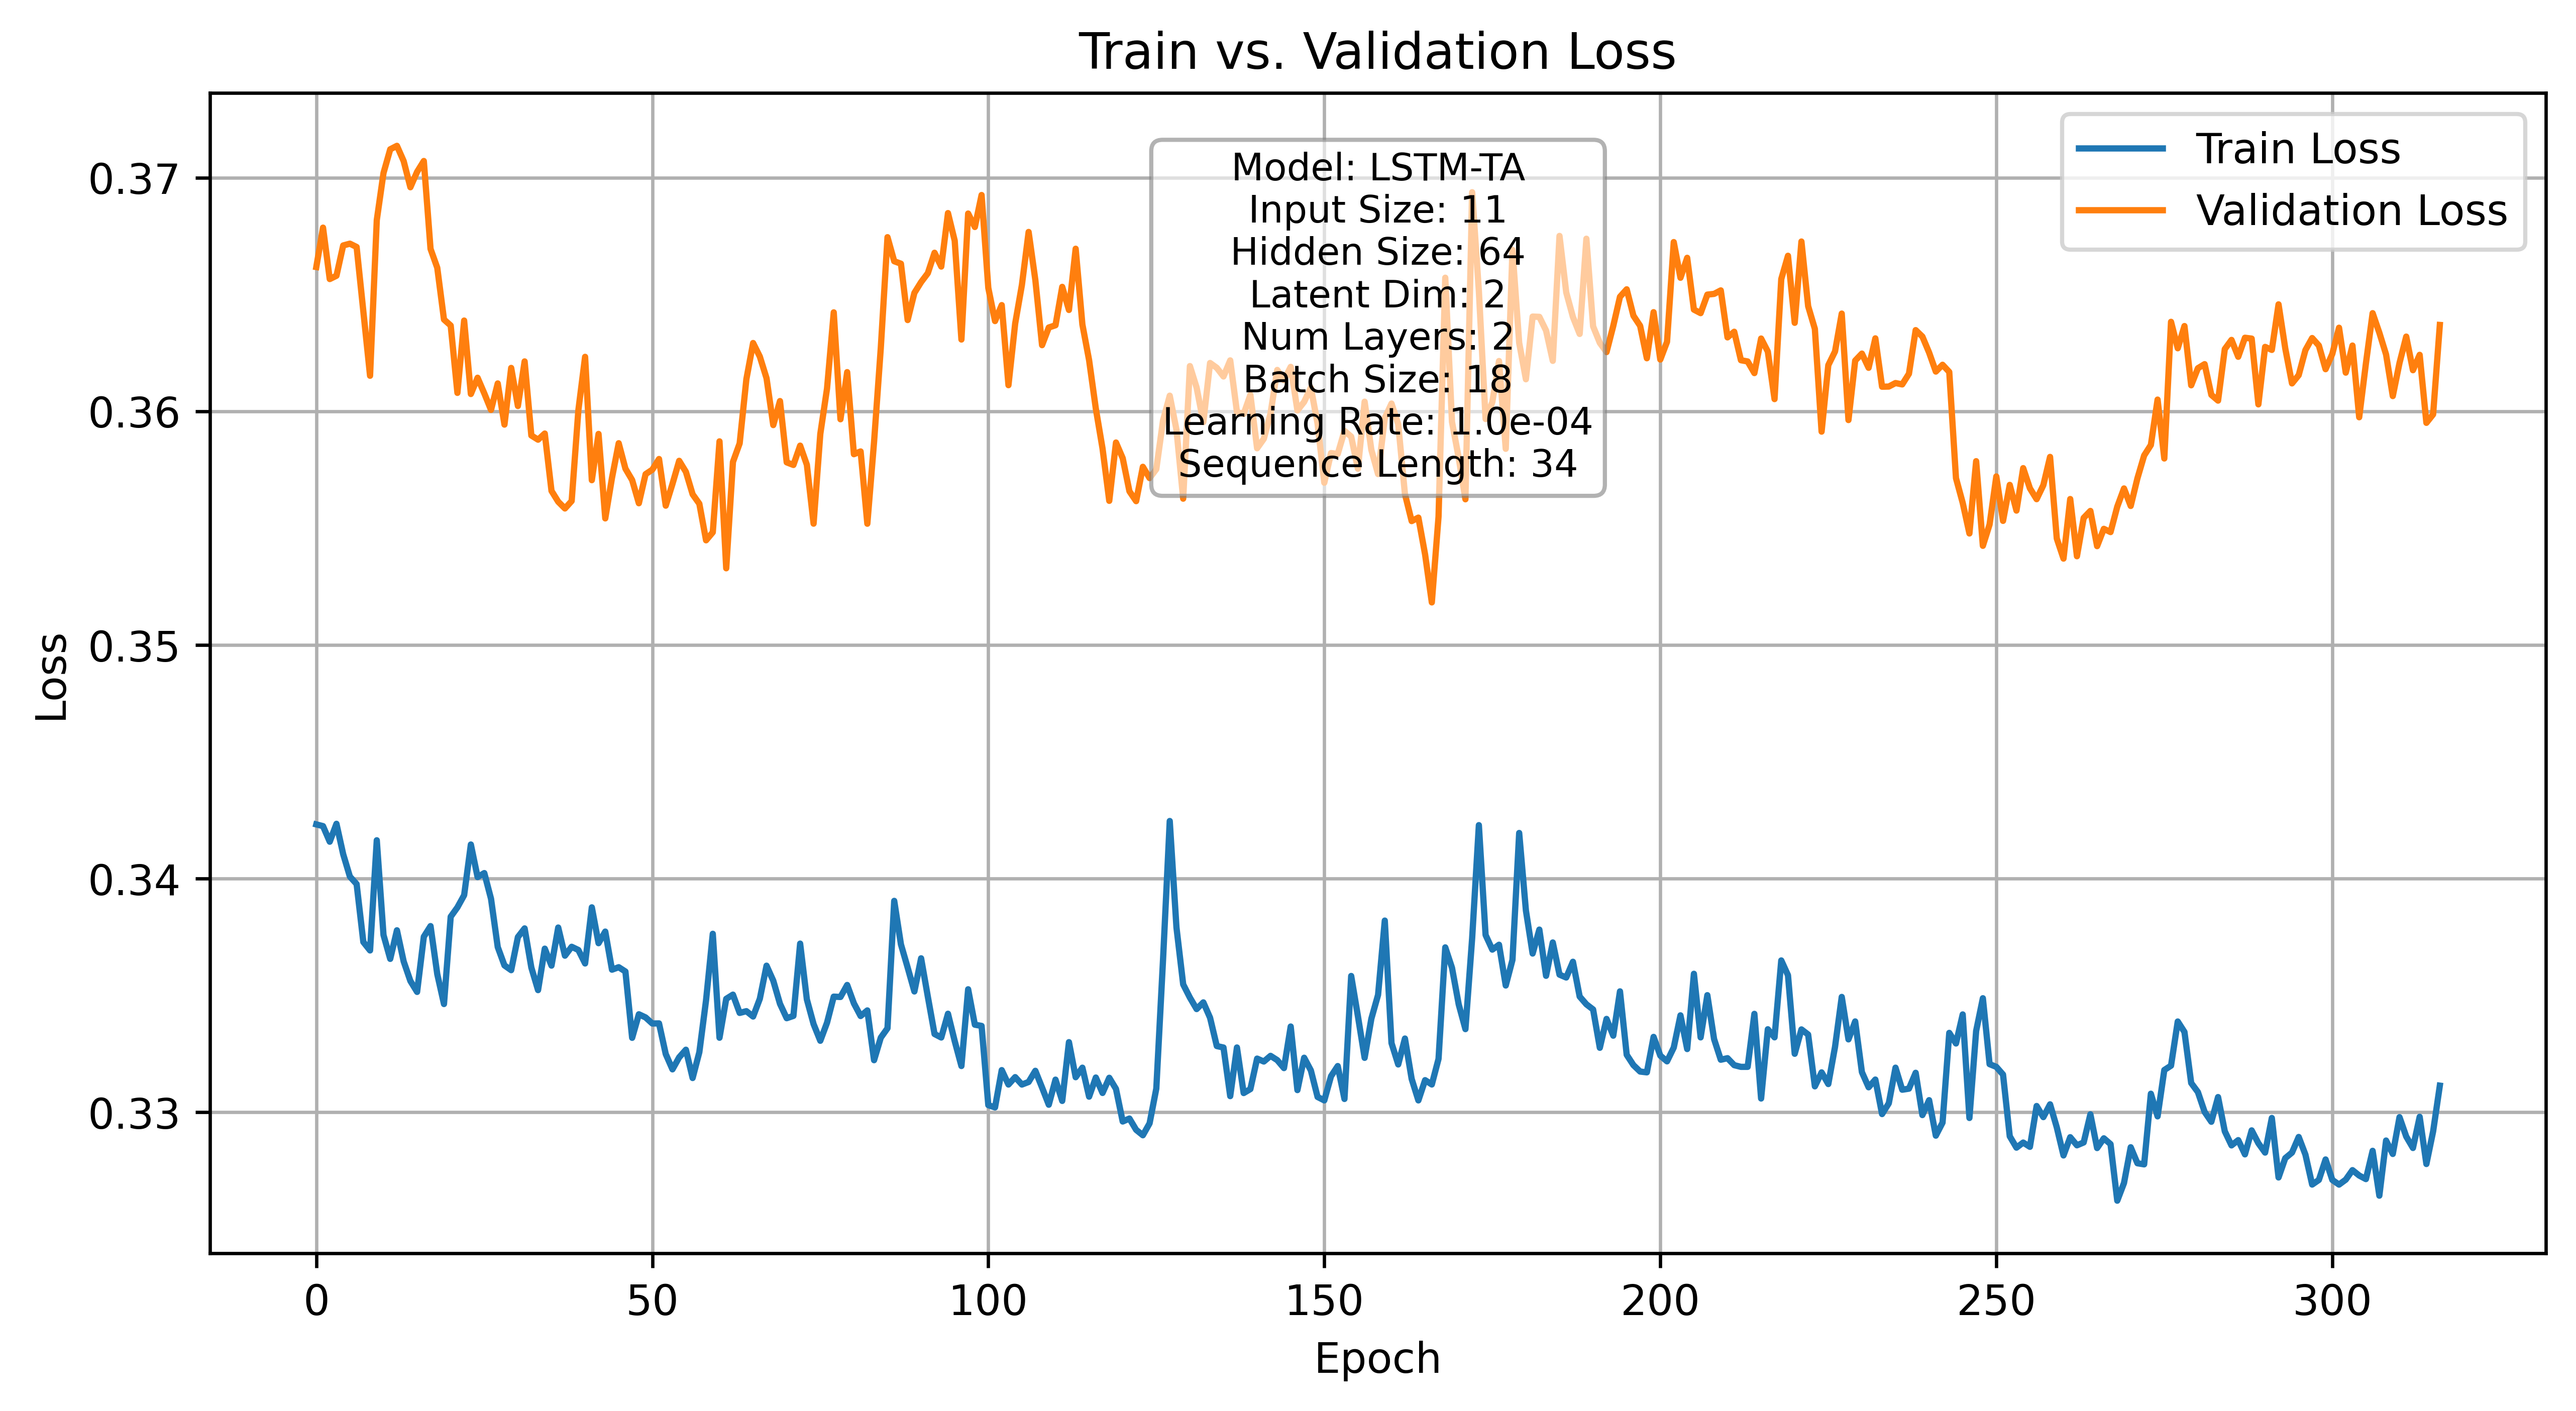 Train vs. Validation Loss
Train Loss
Validation Loss
Model: LSTM-TA
Input Size: 11
Hidden Size: 64
Latent Dim: 2
Num Layers: 2
Batch Size: 18
Learning Rate: 1.0e-04
Sequence Length: 34
0.37
0.36
0.35
0.34
0.33
Loss
0 50 100 150 200 250 300
Epoch